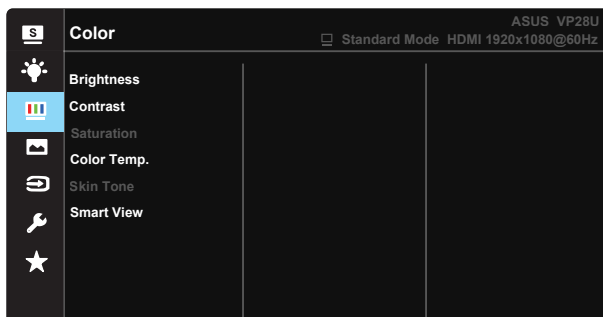 S
Color
ASUS VP28U
Standard Mode HDMI 1920x1080@60Hz
Brightness
Contrast
Saturation
Color Temp.
Skin Tone
Smart View